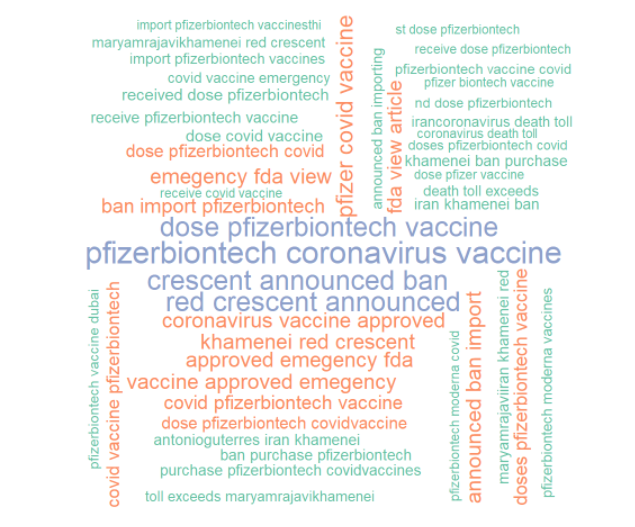 import pfizerbiontech vaccinesthi
maryamrajavikhamenei red crescent
import pfizerbiontech vaccines
covid vaccine emergency
received dose pfizerbiontech
receive pfizerbiontech vaccine
dose covid vaccine
dose pfizerbiontech covid
emegency fda view
receive covid vaccine
ban import pfizerbiontech
pfizer covid vaccine
announced ban importing
fda view article
st dose pfizerbiontech
receive dose pfizerbiontech
pfizerbiontech vaccine covid
pfizer biontech vaccine
nd dose pfizerbiontech
irancoronavirus death toll
coronavirus death toll
doses pfizerbiontech covid
khamenei ban purchase
dose pfizer vaccine
death toll exceeds
iran khamenei ban
dose pfizerbiontech vaccine
pfizerbiontech coronavirus vaccine
crescent announced ban
red crescent announced
coronavirus vaccine approved
khamenei red crescent
approved emegency fda
vaccine approved emegency
covid pfizerbiontech vaccine
dose pfizerbiontech covidvaccine
antonioguterres iran khamenei
ban purchase pfizerbiontech
purchase pfizerbiontech covidvaccines
toll exceeds maryamrajavikhamenei
pfizerbiontech vaccine dubai
covid vaccine pfizerbiontech
pfizerbiontech moderna covid
announced ban import
maryamrajaviiran khamenei red
doses pfizerbiontech vaccine
pfizerbiontech moderna vaccines